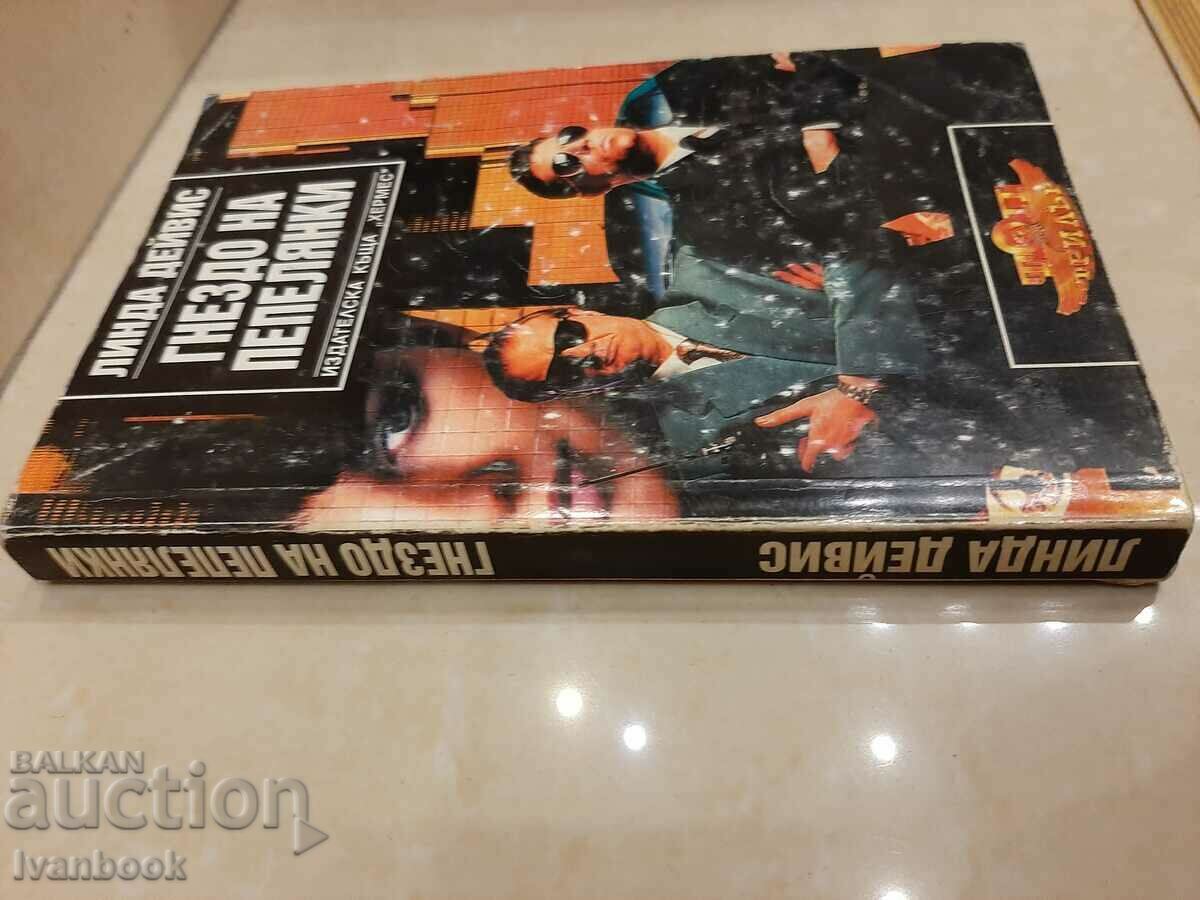 ЛИНДА ДЕЙВИС
ГНЕЗДО НА
ПЕПЕЛЯНКИ
ИЗДАТЕЛСКА КЪЩА „ХЕРМЕС"
ЛИНДА ДЕЙВИС
ГНЕЗДО НА ПЕПЕЛЯНКИ
BALKAN
auction
Ivanbook